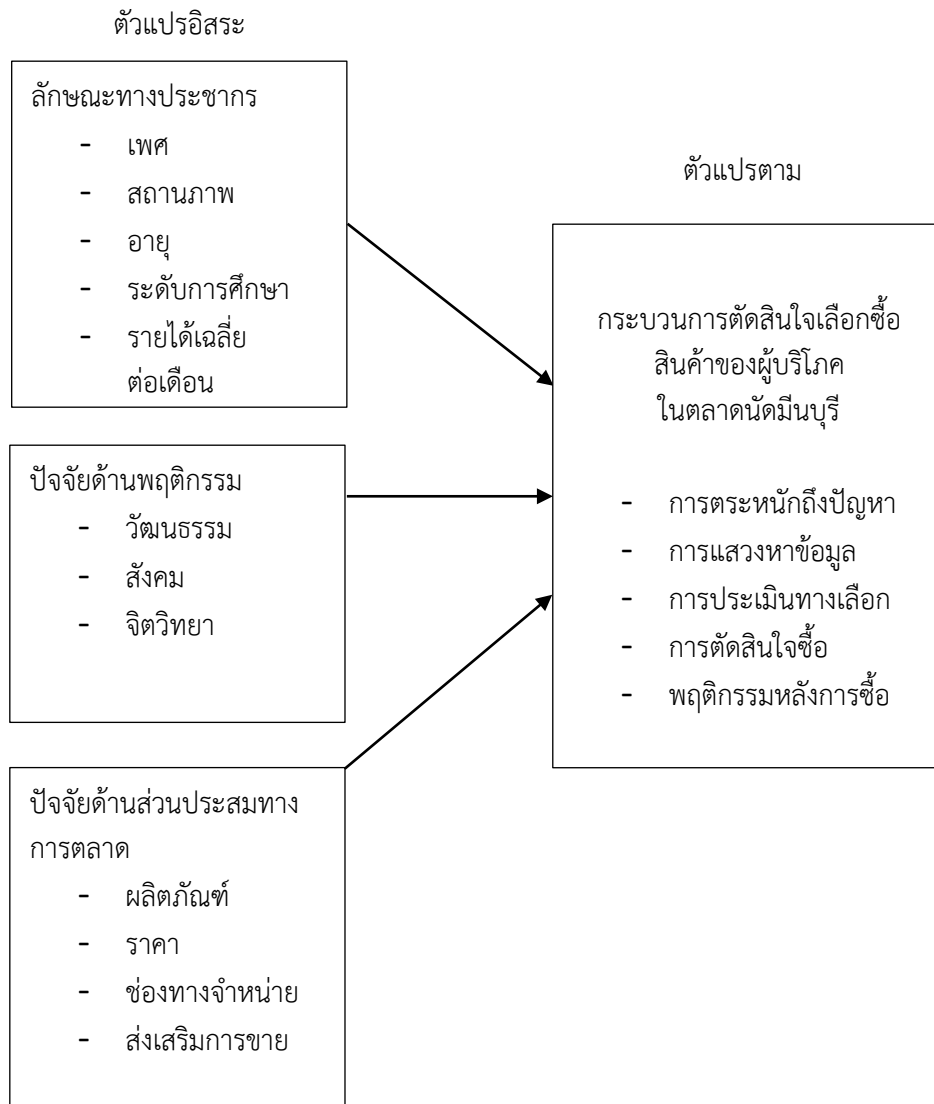 ตัวแปรอิสระ
ลักษณะทางประชากร
- เพศ
- สถานภาพ
- อายุ
- ระดับการศึกษา
- รายได้เฉลี่ย
ต่อเดือน
ปัจจัยด้านพฤติกรรม
- วัฒนธรรม
- สังคม
- จิตวิทยา
ปัจจัยด้านส่วนประสมทาง
การตลาด
- ผลิตภัณฑ์
- ราคา
- ช่องทางจำหน่าย
- ส่งเสริมการขาย
ตัวแปรตาม
กระบวนการตัดสินใจเลือกซื้อ
สินค้าของผู้บริโภค
ในตลาดนัดมีนบุรี
- การตระหนักถึงปัญหา
- การแสวงหาข้อมูล
- การประเมินทางเลือก
- การตัดสินใจซื้อ
- พฤติกรรมหลังการซื้อ